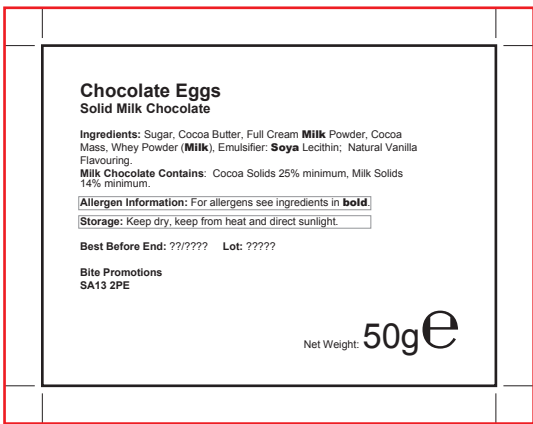 Chocolate Eggs
Solid Milk Chocolate
Ingredients: Sugar, Cocoa Butter, Full Cream Milk Powder, Cocoa
Mass, Whey Powder (Milk), Emulsifier: Soya Lecithin; Natural Vanilla
Flavouring.
Milk Chocolate Contains: Cocoa Solids 25% minimum, Milk Solids
14% minimum.
Allergen Information: For allergens see ingredients in bold.
Storage: Keep dry, keep from heat and direct sunlight.
Best Before End: ??/???? Lot: ?????
Bite Promotions
SA13 2PE
Net Weight: 50g℮